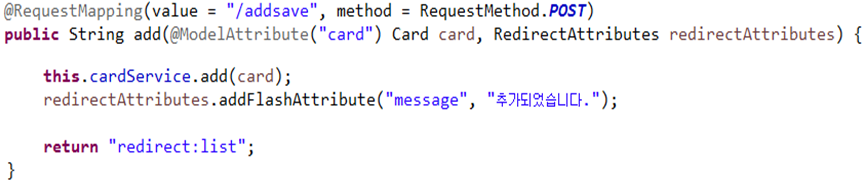 @RequestMapping(value = "/addsave", method = RequestMethod.POST)
public String add(@ModelAttribute("card") Card card, RedirectAttributes redirectAttributes) {
this.cardService.add(card);
redirectAttributes.addFlashAttribute("message", "추가되었습니다.");
return "redirect:list";
}